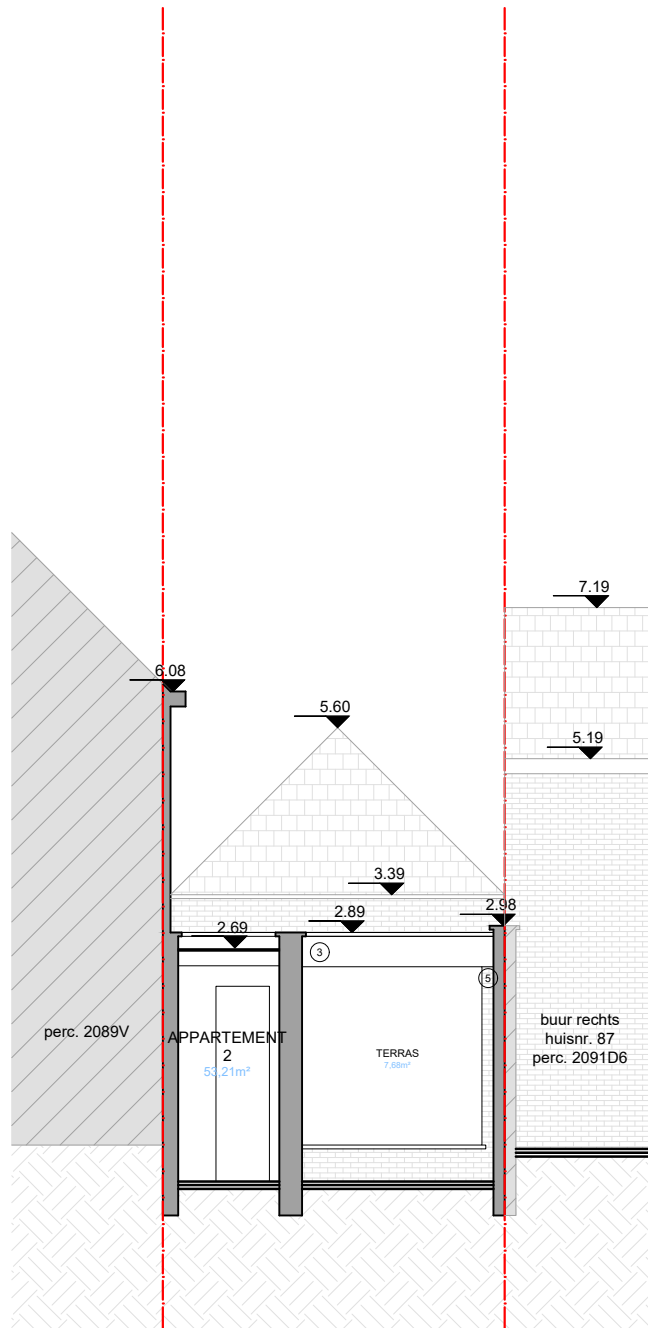 7.19
6.08
5.60
5.19
3.39
2.98
2.89
2.69
3
5
perc. 2089V
APPARTEMENT
2
53,21m²
TERRAS
7,68m²
buur rechts
huisnr. 87
perc. 2091D6